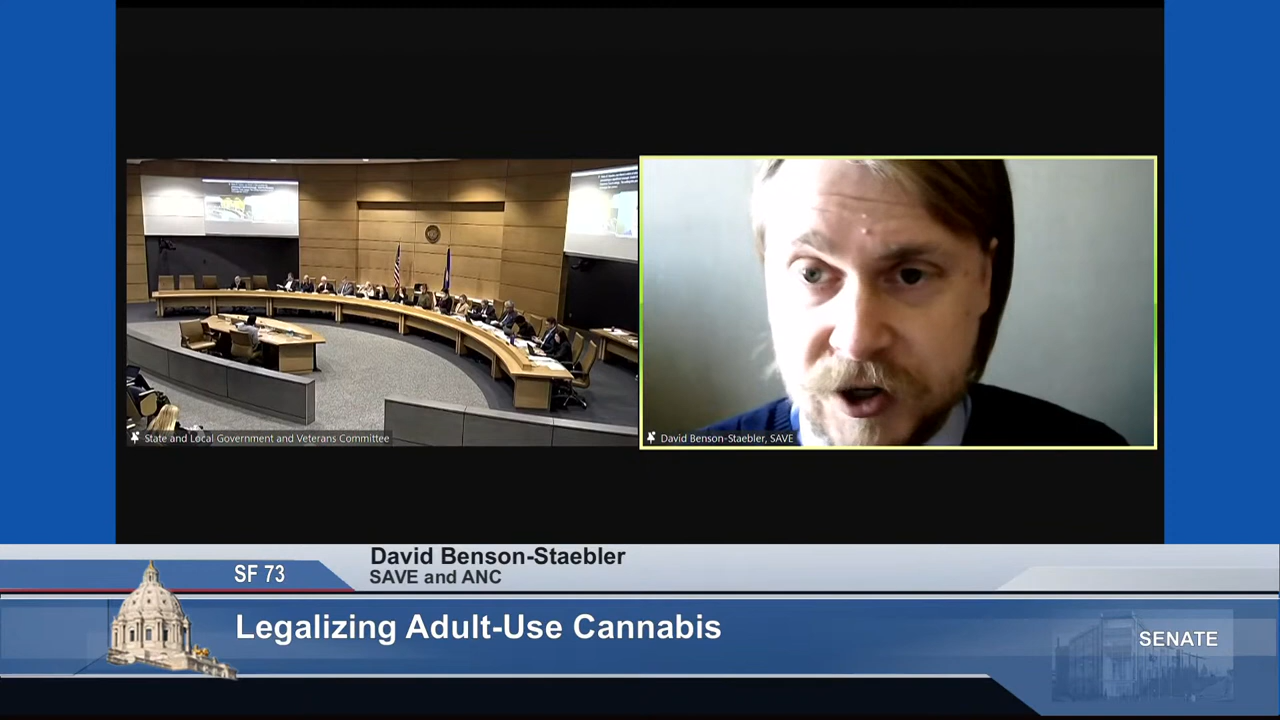 State and Local Government and Veterans Committee
David Benson-Staebler, SAVE
David Benson-Staebler
SAVE and ANC
SF 73
Legalizing Adult-Use Cannabis
SENATE